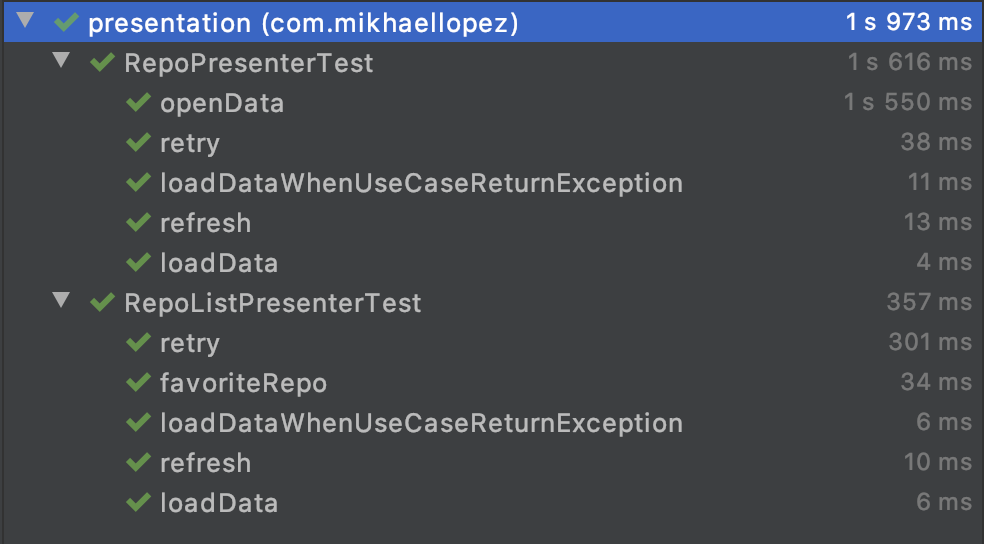 presentation (com.mikhaellopez) 1 s 973 ms
RepoPresenterTest 1 s 616 ms
openData 1 s 550 ms
retry 38 ms
loadDataWhenUseCaseReturnException 11 ms
refresh 13 ms
loadData 4 ms
RepoListPresenterTest 357 ms
retry 301 ms
favoriteRepo 34 ms
loadDataWhenUseCaseReturnException 6 ms
refresh 10 ms
loadData 6 ms